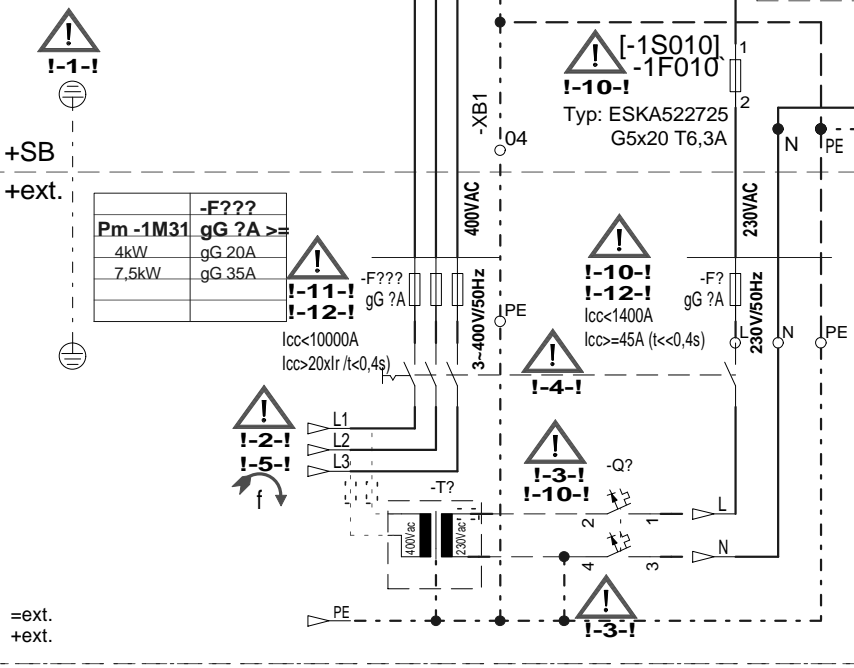 !-1-!
[-1S010]
-1F010`
1
2
!-10-!
Typ: ESKA522725
G5x20 T6,3A
-XB1
04
N
PE
+SB
+ext.
400VAC
230VAC
-F???
Pm -1M31 gG ?A >=
4kW gG 20A
7,5kW gG 35A
!-11-!
!-12-!
Icc<10000A
Icc>20xIr /t<0,4s)
-F???
gG ?A
3~400V/50Hz
PE
!-10-!
!-12-!
Icc<1400A
Icc>=45A (t<<0,4s)
-F?
gG ?A
L
230V/50Hz
N
PE
!-4-!
!-2-!
!-5-!
f
L1
L2
L3
-T?
400Vac
230Vac
!-3-!
!-10-!
-Q?
2
1
L
4
3
N
!-3-!
PE
=ext.
+ext.